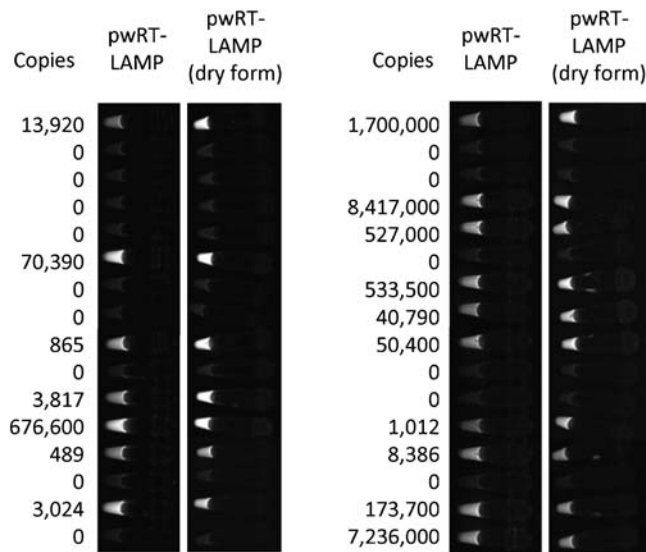 Copies
pwRT-
LAMP
pwRT-
LAMP
(dry form)
13,920
0
0
0
0
70,390
0
0
865
0
3,817
676,600
489
0
3,024
0
Copies
pwRT-
LAMP
pwRT-
LAMP
(dry form)
1,700,000
0
0
8,417,000
527,000
0
533,500
40,790
50,400
0
0
1,012
8,386
0
173,700
7,236,000